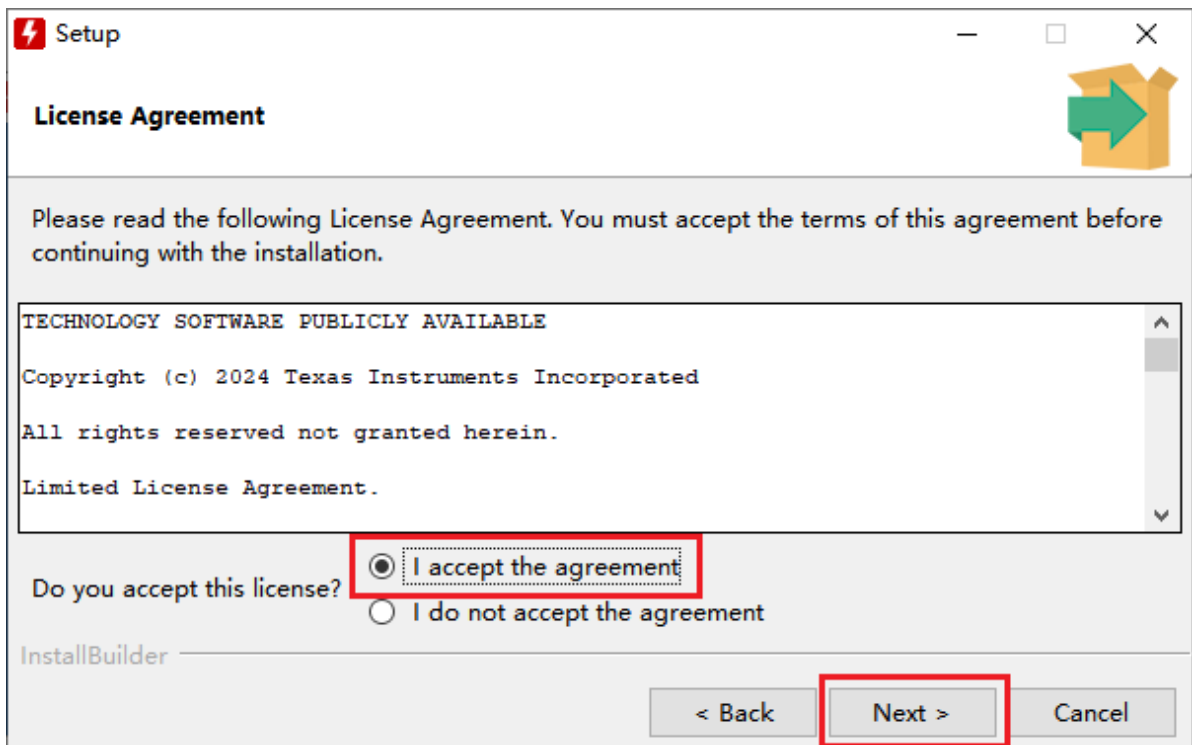 Setup
License Agreement
Please read the following License Agreement. You must accept the terms of this agreement before
continuing with the installation.
TECHNOLOGY SOFTWARE PUBLICLY AVAILABLE
Copyright (c) 2024 Texas Instruments Incorporated
All rights reserved not granted herein.
Limited License Agreement.
Do you accept this license?
I accept the agreement
I do not accept the agreement
InstallBuilder
< Back Next > Cancel